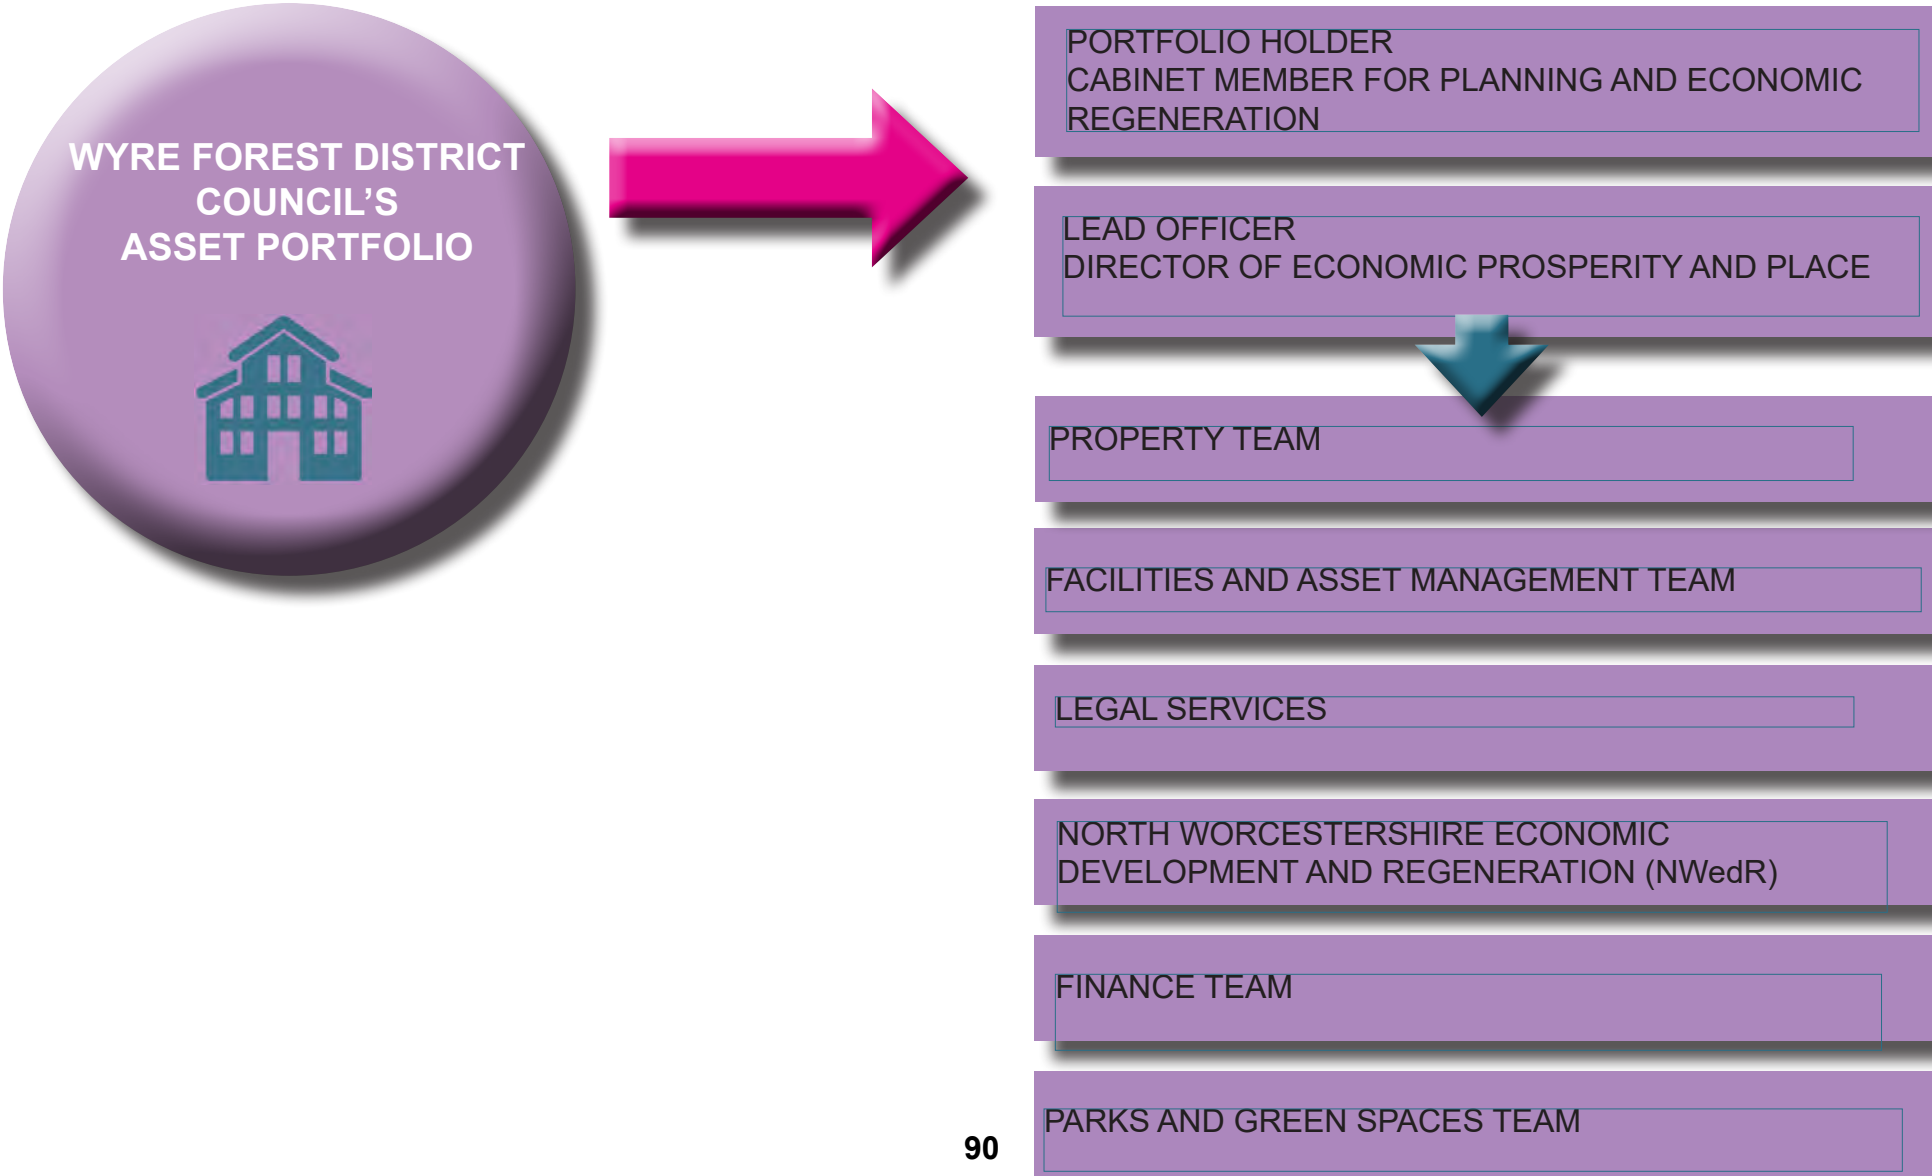 WYRE FOREST DISTRICT
COUNCIL’S
ASSET PORTFOLIO
PORTFOLIO HOLDER
CABINET MEMBER FOR PLANNING AND ECONOMIC
REGENERATION
LEAD OFFICER
DIRECTOR OF ECONOMIC PROSPERITY AND PLACE
PROPERTY TEAM
FACILITIES AND ASSET MANAGEMENT TEAM
LEGAL SERVICES
NORTH WORCESTERSHIRE ECONOMIC
DEVELOPMENT AND REGENERATION (NWedR)
FINANCE TEAM
PARKS AND GREEN SPACES TEAM
90